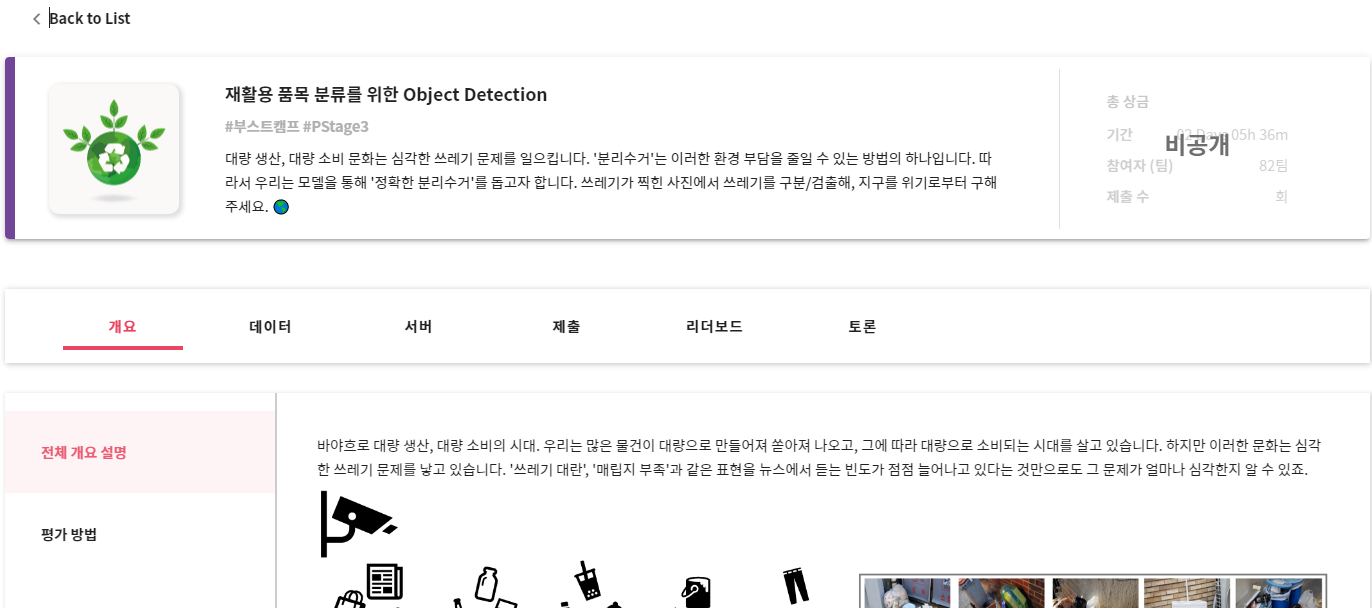 Back to List
재활용 품목 분류를 위한 Object Detection
#부스트캠프 #PStage3
대량 생산, 대량 소비 문화는 심각한 쓰레기 문제를 일으킵니다. '분리수거'는 이러한 환경 부담을 줄일 수 있는 방법의 하나입니다. 따
라서 우리는 모델을 통해 '정확한 분리수거'를 돕고자 합니다. 쓰레기가 찍힌 사진에서 쓰레기를 구분/검출해, 지구를 위기로부터 구해
주세요. 🌎
총 상금
기간 02 Days 05h 36m
비공개
참여자 (팀) 82팀
제출 수 회
개요 데이터 서버 제출 리더보드 토론
전체 개요 설명
평가 방법
바야흐로 대량 생산, 대량 소비의 시대. 우리는 많은 물건이 대량으로 만들어져 쏟아져 나오고, 그에 따라 대량으로 소비되는 시대를 살고 있습니다. 하지만 이러한 문화는 심각
한 쓰레기 문제를 낳고 있습니다. '쓰레기 대란', '매립지 부족'과 같은 표현을 뉴스에서 듣는 빈도가 점점 늘어나고 있다는 것만으로도 그 문제가 얼마나 심각한지 알 수 있죠.